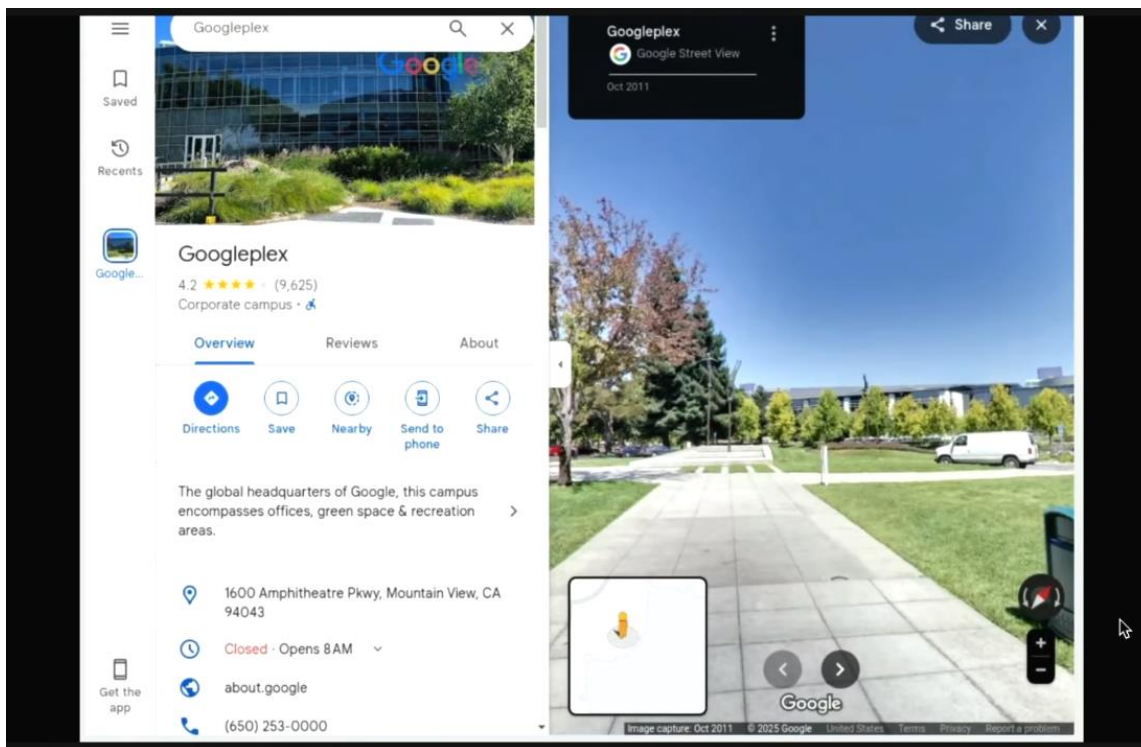 Googleplex
Saved
Recents
Google...
Google
Googleplex
4.2 (9,625)
Corporate campus ·
Overview Reviews About
Directions Save Nearby Send to phone Share
The global headquarters of Google, this campus
encompasses offices, green space & recreation
areas.
1600 Amphitheatre Pkwy, Mountain View, CA
94043
Closed · Opens 8 AM
about.google
(650) 253-0000
Get the
app
Googleplex
Google Street View
Oct 2011
Share
Google
Image capture: Oct 2011 © 2025 Google United States Terms Privacy Report a problem